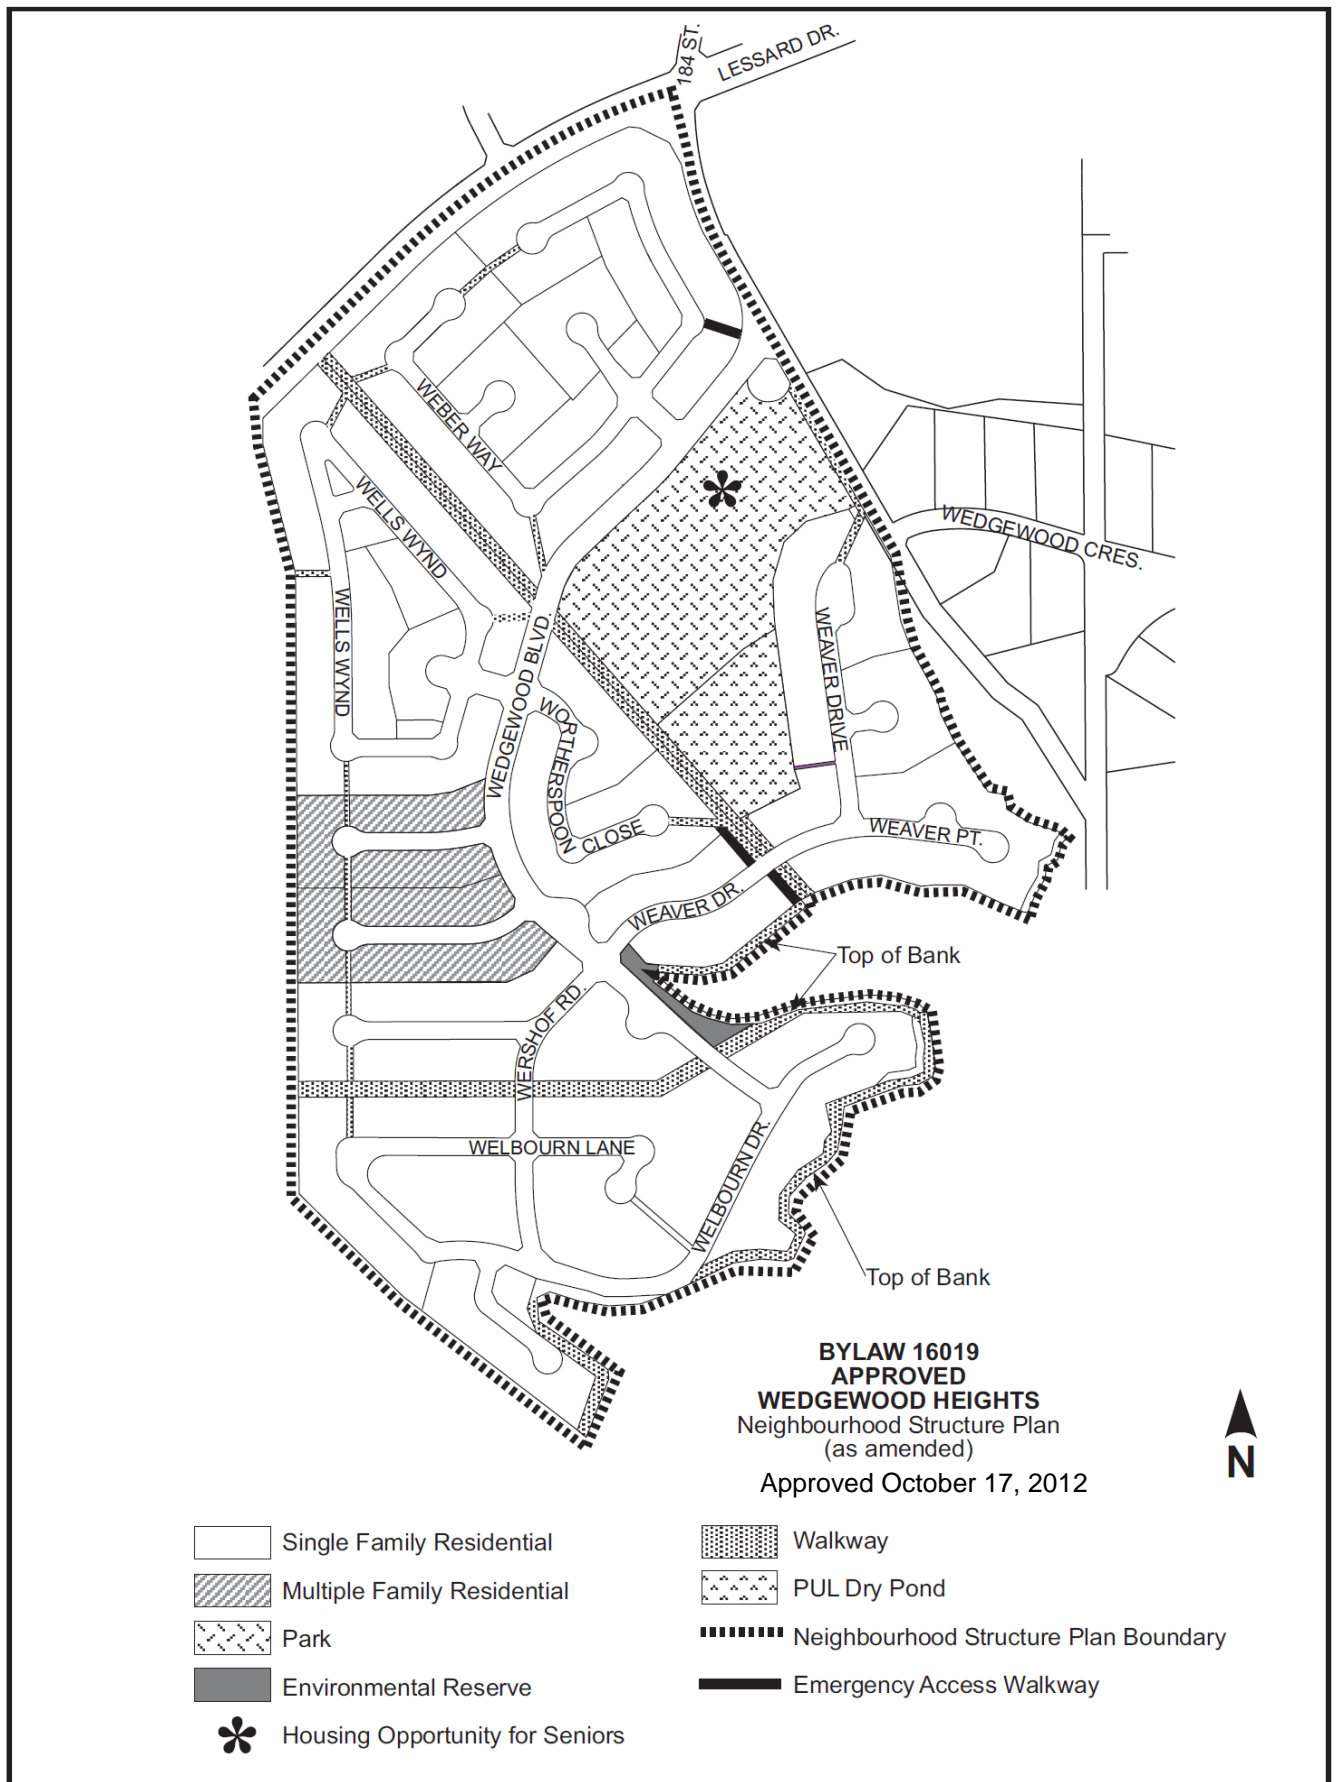 184 ST.
LESSARD DR.
WEBER WAY
WELLS WYND
WEDGEWOOD CRES.
WELLS WYND
WEDGEWOOD BLVD.
WEAVER DRIVE
WORTHERSPOON
CLOSE
WEAVER PT.
WEAVER DR.
Top of Bank
WERSHOF RD.
WELBOURN LANE
WELBOURN DR.
Top of Bank
BYLAW 16019
APPROVED
WEDGEWOOD HEIGHTS
Neighbourhood Structure Plan
(as amended)
Approved October 17, 2012
N
Single Family Residential
Multiple Family Residential
Park
Environmental Reserve
Housing Opportunity for Seniors
Walkway
PUL Dry Pond
Neighbourhood Structure Plan Boundary
Emergency Access Walkway